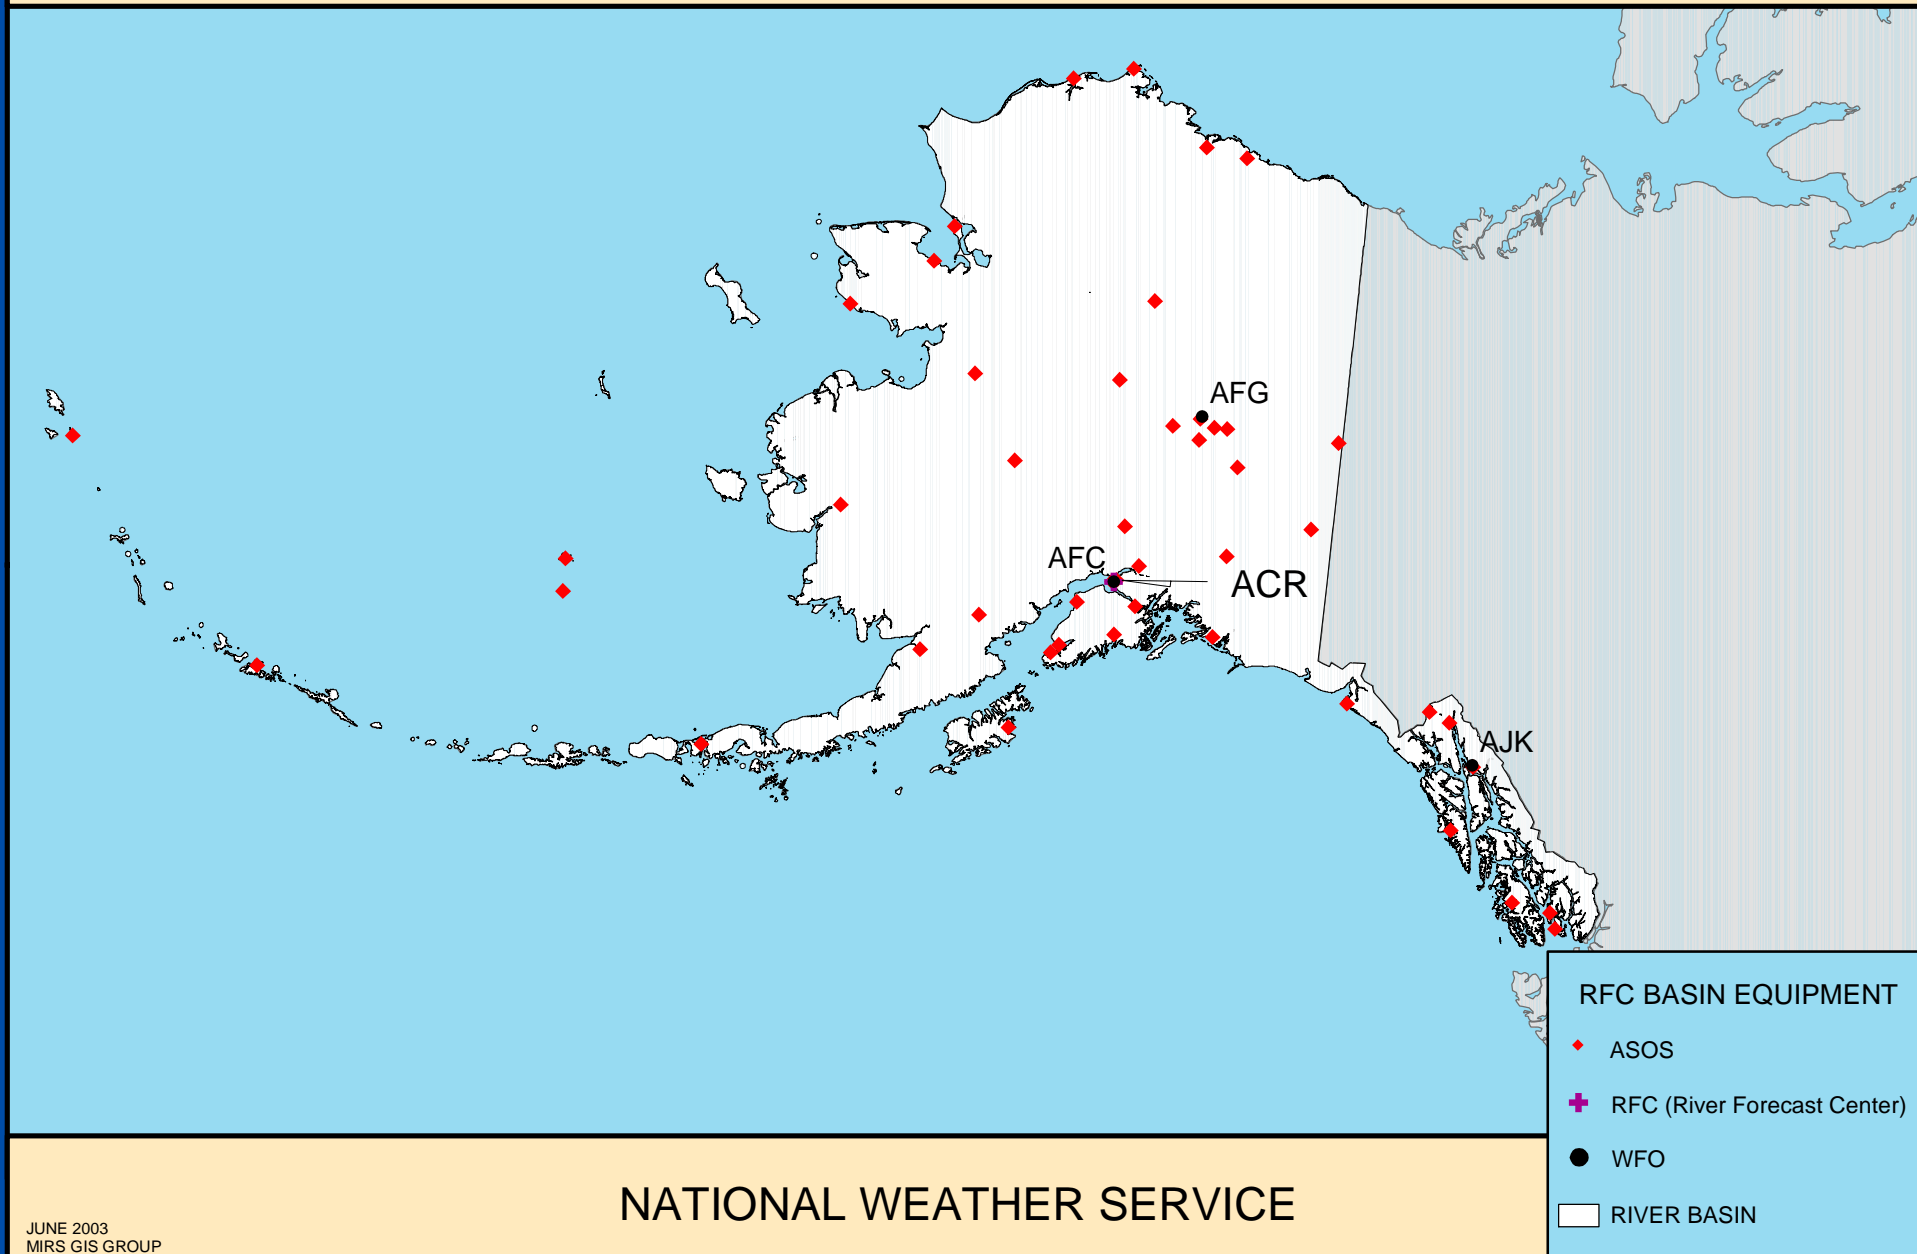 AFG
AFC
ACR
AJK
RFC BASIN EQUIPMENT
ASOS
RFC (River Forecast Center)
WFO
RIVER BASIN
NATIONAL WEATHER SERVICE
JUNE 2003
MIRS GIS GROUP